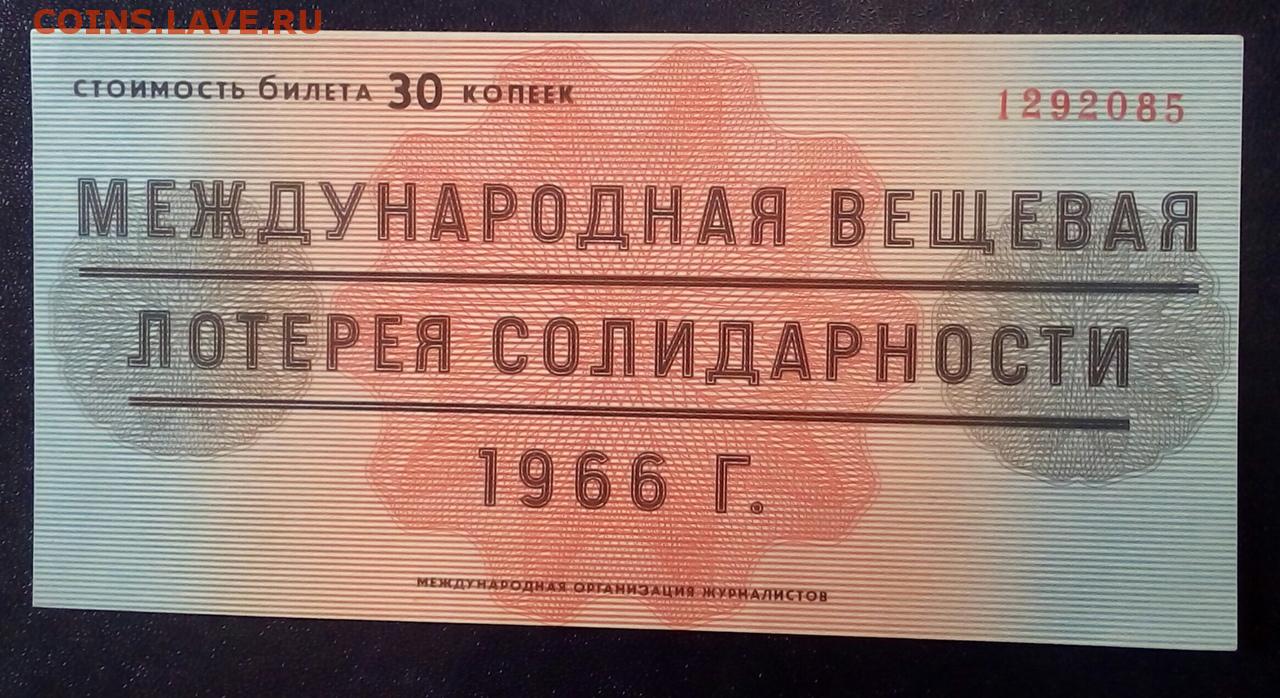 COINS.LAVE.RU
СТОИМОСТЬ БИЛЕТА 30 КОПЕЕК
1292085
МЕЖДУНАРОДНАЯ ВЕЩЕВАЯ
ЛОТЕРЕЯ СОЛИДАРНОСТИ
1966 Г.
МЕЖДУНАРОДНАЯ ОРГАНИЗАЦИЯ ЖУРНАЛИСТОВ